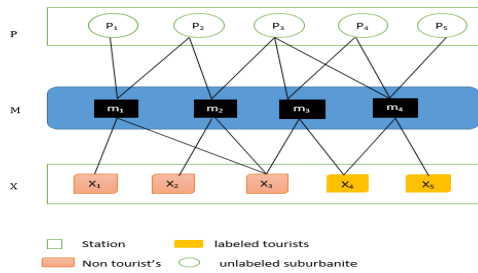 P P₁ P₂ P₃ P₄ P₅
M m₁ m₂ m₃ m₄
X X₁ X₂ X₃ X₄ X₅
Station labeled tourists
Non tourist's unlabeled suburbanite